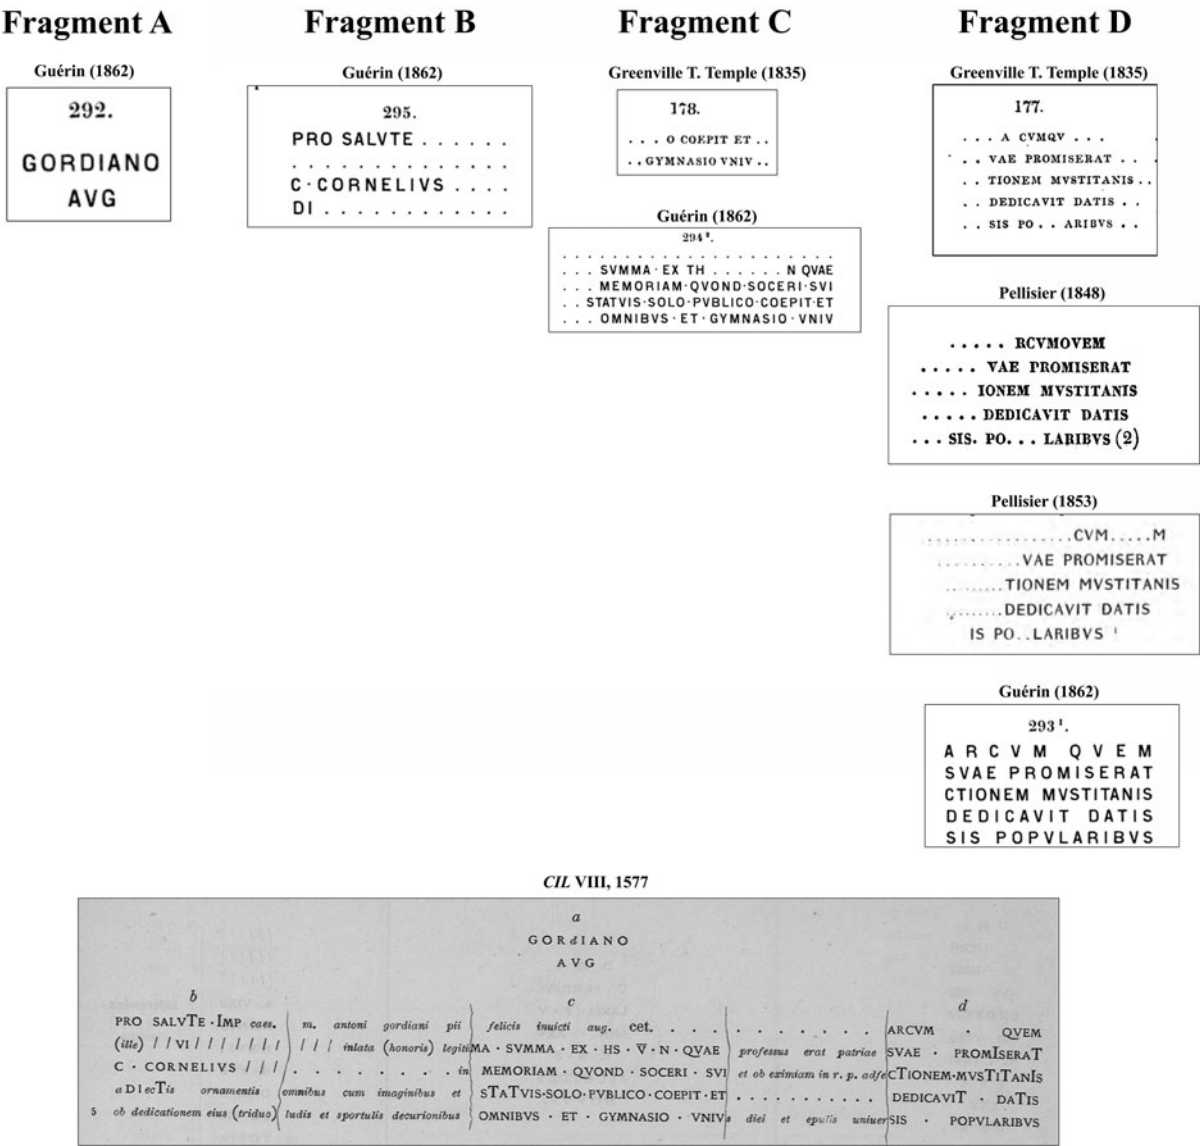 Fragment A
Guérin (1862)
292.
GORDIANO
AVG
Fragment B
Guérin (1862)
295.
PRO SALVTE . . . . . .
. . . . . . . . . . . . .
C · CORNELIVS . . . .
DI . . . . . . . . . . . .
Fragment C
Greenville T. Temple (1835)
178.
. . . O COEPIT ET . .
. . GYMNASIO VNIV . .
Guérin (1862)
294².
. . . . . . . . . . . . . . . . . . . . .
. . . SVMMA · EX TH . . . . . . N QVAE
. . . MEMORIAM · QVOND · SOCERI · SVI
. . STATVIS · SOLO · PVBLICO · COEPIT · ET
. . . OMNIBVS · ET · GYMNASIO · VNIV
Fragment D
Greenville T. Temple (1835)
177.
. . . A CVMQV . . .
. . VAE PROMISERAT . .
. . TIONEM MVSTITANIS . .
. . DEDICAVIT DATIS . .
. . SIS PO . . ARIBVS . .
Pellisier (1848)
. . . . . RCVMOVEM
. . . . . VAE PROMISERAT
. . . . . IONEM MVSTITANIS
. . . . . DEDICAVIT DATIS
. . . SIS. PO. . . LARIBVS (2)
Pellisier (1853)
. . . . . . . . . . . . . . . . .CVM.....M
. . . . . . . . . .VAE PROMISERAT
. . . . . . . .TIONEM MVSTITANIS
. . . . . . . .DEDICAVIT DATIS
IS PO..LARIBVS ¹
Guérin (1862)
293¹.
ARCVM QVEM
SVAE PROMISERAT
CTIONEM MVSTITANIS
DEDICAVIT DATIS
SIS POPVLARIBVS
CIL VIII, 1577
a
GORdIANO
AVG
b c d
PRO SALVTE · IMP caes. m. antoni gordiani pii felicis inuicti aug. cet. . . . . . . . . . . ARCVM · QVEM
(ille) / / VI / / / / / / / / / / / inlata (honoris) legitiMA · SVMMA · EX · HS · V̅ · N · QVAE professus erat patriae SVAE · PROMISeraT
C · CORNELIVS / / / . . . . . . . . in MEMORIAM · QVOND · SOCERI · SVI et ob eximiam in r. p. adfeCTIONEM·MVSTITANIS
aDIecTis ornamentis omnibus cum imaginibus et STATVIS·SOLO·PVBLICO·COEPIT·ET . . . . . . . . . . . DEDICAVIT · DATIS
5 ob dedicationem eius (triduo) ludis et sportulis decurionibus OMNIBVS · ET · GYMNASIO · VNIVs diei et epulis uniuerSIS · POPVLARIBVS